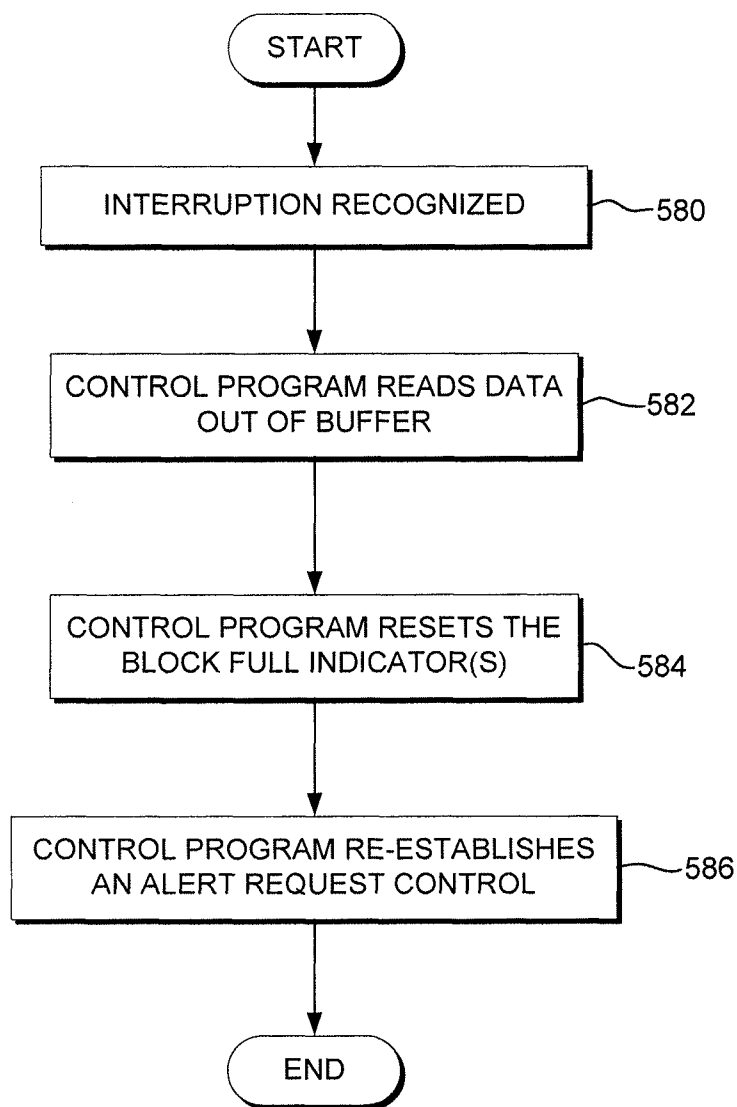 START
INTERRUPTION RECOGNIZED
580
CONTROL PROGRAM READS DATA
OUT OF BUFFER
582
CONTROL PROGRAM RESETS THE
BLOCK FULL INDICATOR(S)
584
CONTROL PROGRAM RE-ESTABLISHES
AN ALERT REQUEST CONTROL
586
END